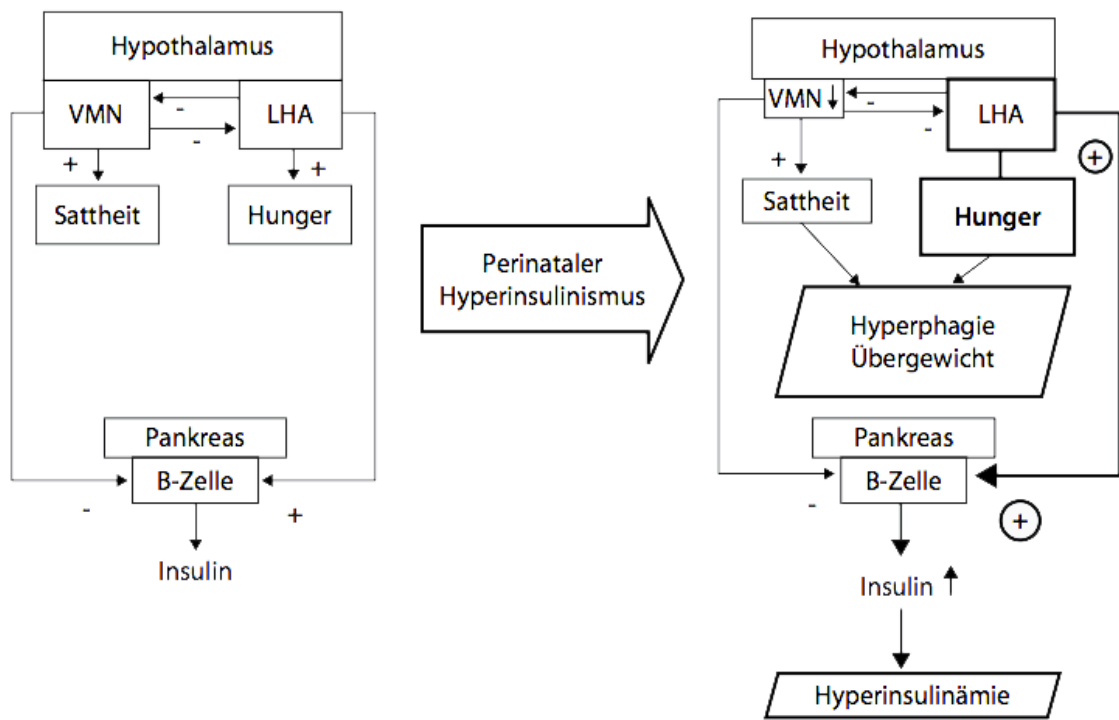 Hypothalamus
VMN
-
-
LHA
+
+
Sattheit
Hunger
Pankreas
B-Zelle
-
+
Insulin
Perinataler
Hyperinsulinismus
Hypothalamus
VMN ↓
-
-
LHA
+
+
Sattheit
Hunger
Hyperphagie
Übergewicht
Pankreas
B-Zelle
-
+
Insulin ↑
Hyperinsulinämie